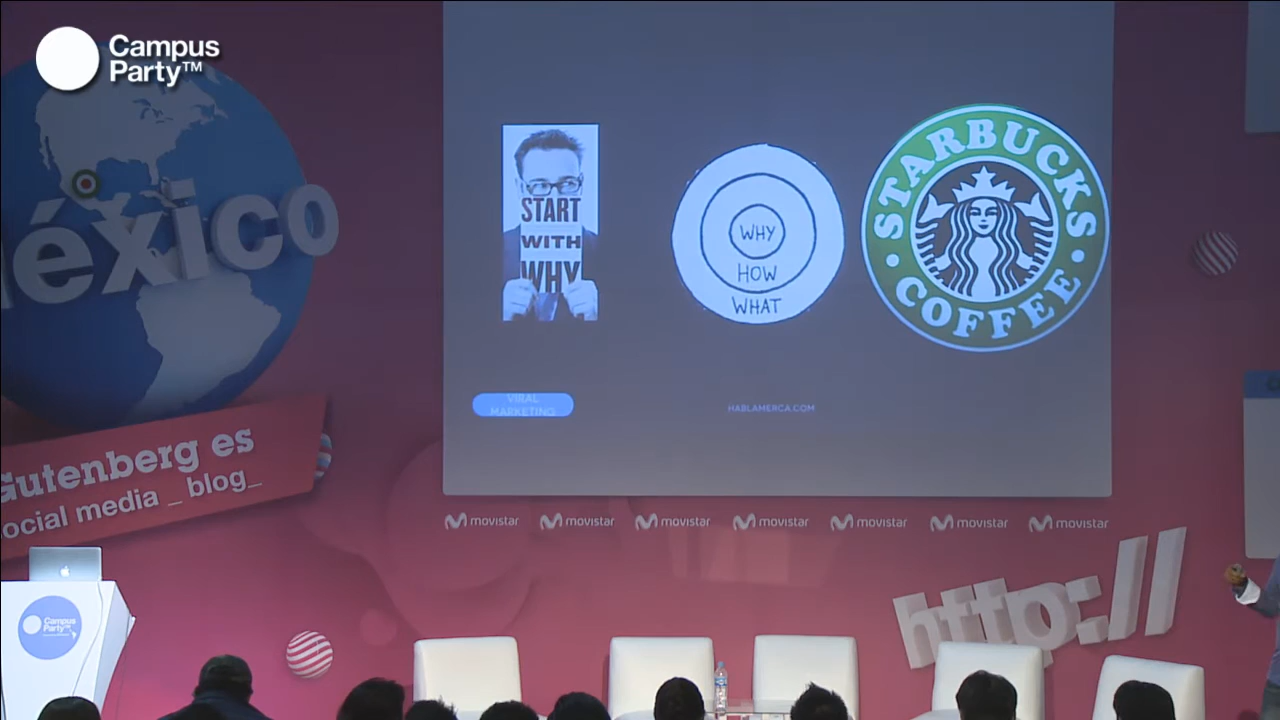 Campus
Party™
éxico
Gutenberg es
social media _ blog_
START
WITH
WHY
WHY
HOW
WHAT
STARBUCKS
COFFEE
VIRAL
MARKETING
HABLAMERCA.COM
movistar movistar movistar movistar movistar movistar movistar
http://
Campus
Party